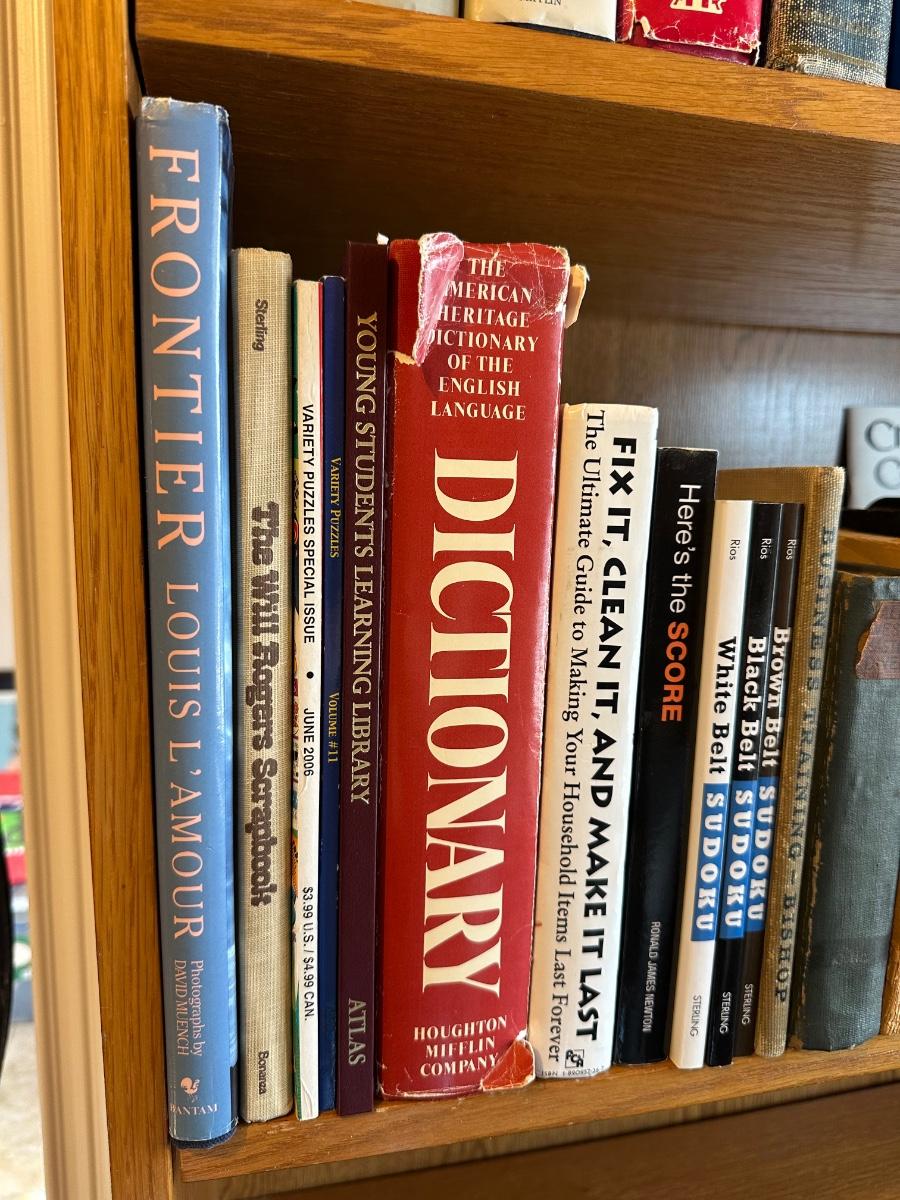 FRONTIER LOUIS L'AMOUR
Photographs by
DAVID MUENCH
BANTAM
Sterling
The Will Rogers Scrapbook
Bonanza
VARIETY PUZZLES SPECIAL ISSUE • JUNE 2006 $3.99 U.S. / $4.99 CAN.
VARIETY PUZZLES VOLUME #11
YOUNG STUDENTS LEARNING LIBRARY ATLAS
THE
AMERICAN
HERITAGE
DICTIONARY
OF THE
ENGLISH
LANGUAGE
DICTIONARY
HOUGHTON
MIFFLIN
COMPANY
FIX IT, CLEAN IT, AND MAKE IT LAST
The Ultimate Guide to Making Your Household Items Last Forever
Here's the SCORE
RONALD JAMES NEWTON
Rios
White Belt SUDOKU
STERLING
Rios
Black Belt SUDOKU
STERLING
Rios
Brown Belt SUDOKU
STERLING
BUSINESS TRAINING - BISHOP